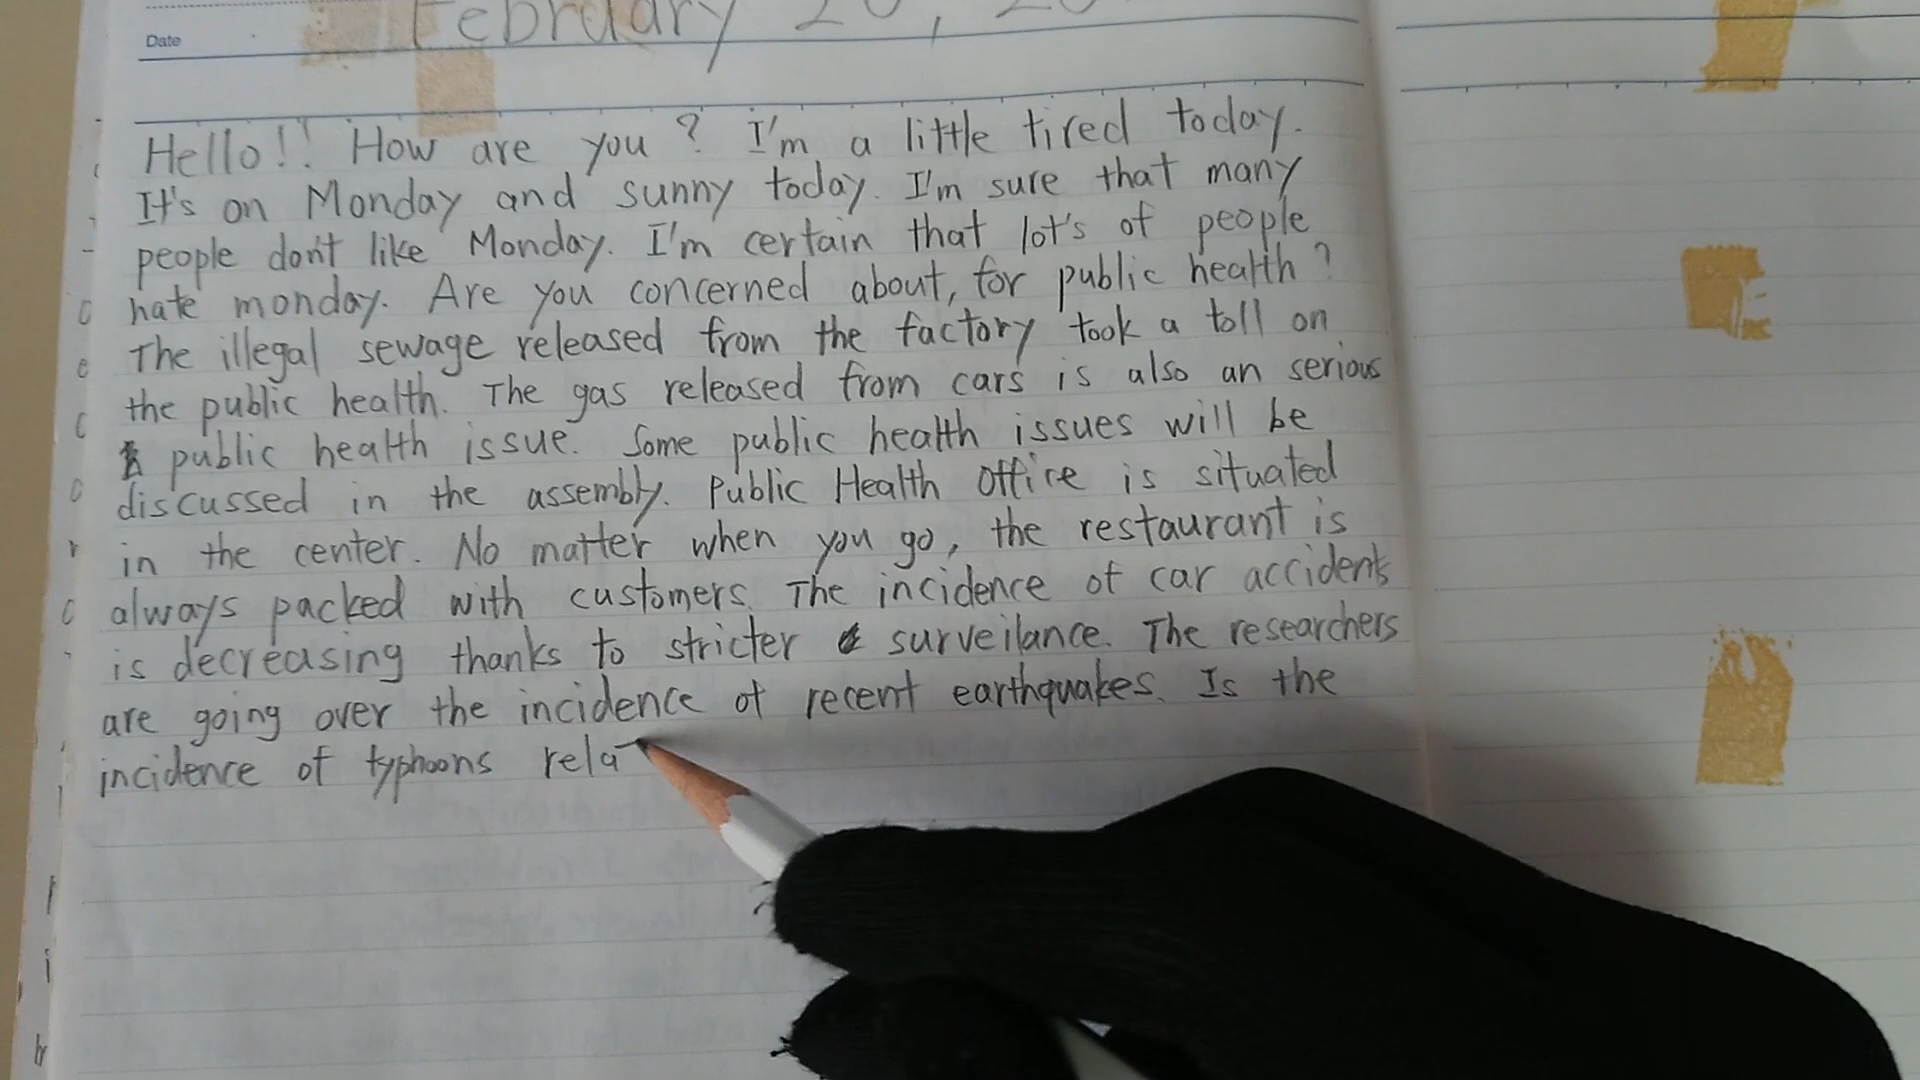 Date
February 20, 20
Hello!! How are you? I'm a little tired today.
It's on Monday and sunny today. I'm sure that many
people don't like Monday. I'm certain that lot's of people
hate monday. Are you concerned about, for public health?
The illegal sewage released from the factory took a toll on
the public health. The gas released from cars is also an serious
public health issue. Some public health issues will be
discussed in the assembly. Public Health Office is situated
in the center. No matter when you go, the restaurant is
always packed with customers. The incidence of car accidents
is decreasing thanks to stricter surveilance. The researchers
are going over the incidence of recent earthquakes. Is the
incidence of typhoons relat